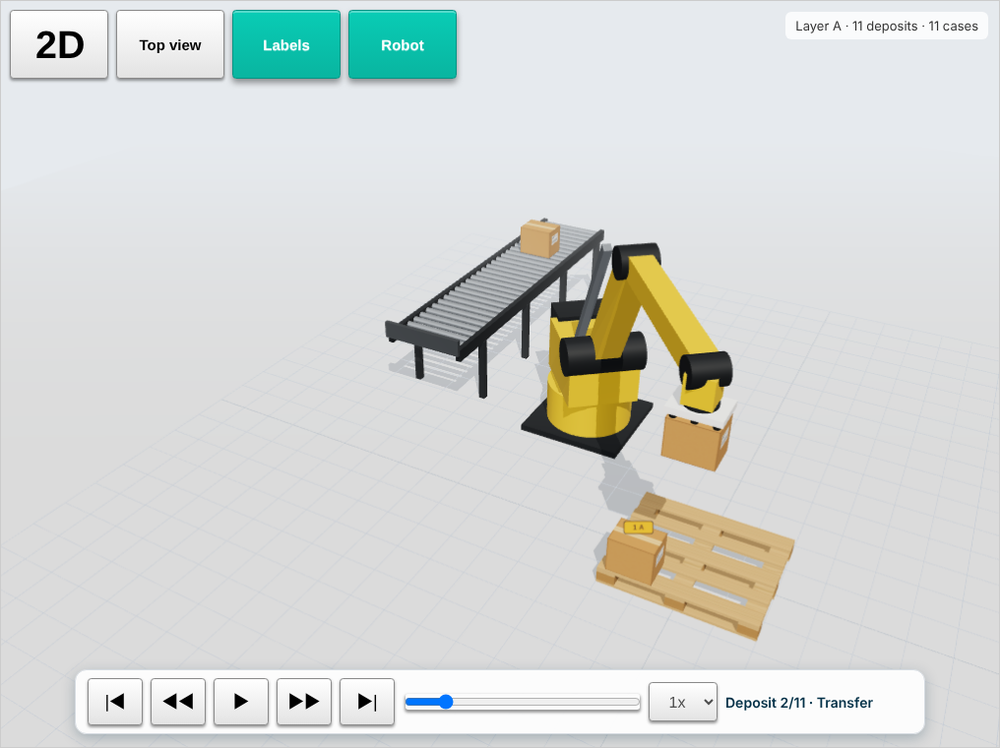 2D
Top view
Labels
Robot
Layer A · 11 deposits · 11 cases
1 A
1x
Deposit 2/11 · Transfer